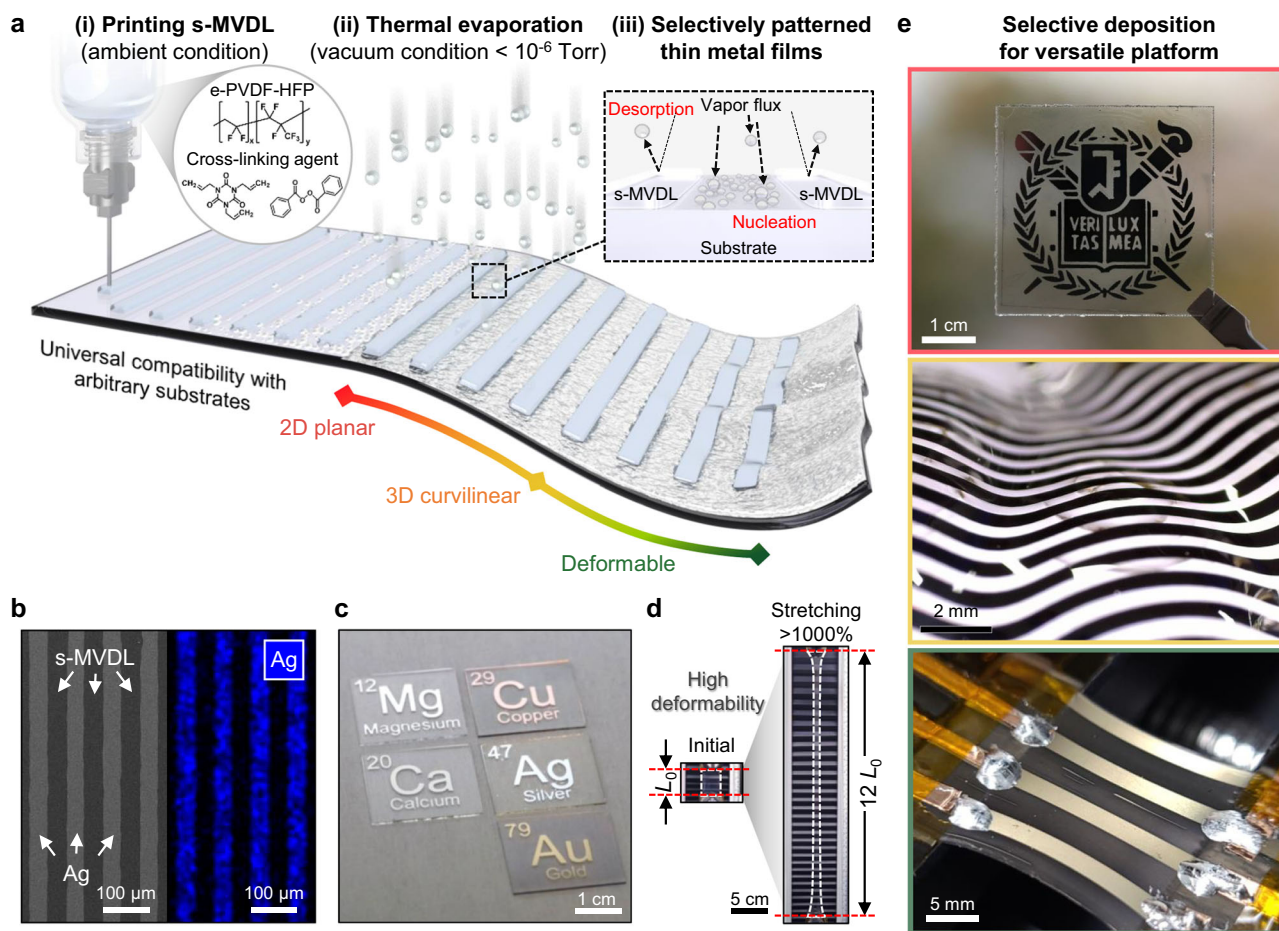 a
(i) Printing s-MVDL
(ambient condition)
(ii) Thermal evaporation
(vacuum condition < 10⁻⁶ Torr)
(iii) Selectively patterned
thin metal films
e-PVDF-HFP
F F
F
F F
x
F CF₃
y
Cross-linking agent
CH₂
O
N
N
CH₂
O
N
O
CH₂
O
O
O
O
Desorption
Vapor flux
s-MVDL
s-MVDL
Nucleation
Substrate
Universal compatibility with
arbitrary substrates
2D planar
3D curvilinear
Deformable
b
s-MVDL
Ag
Ag
100 µm
100 µm
c
12
Mg
Magnesium
29
Cu
Copper
20
Ca
Calcium
47
Ag
Silver
79
Au
Gold
1 cm
d
Stretching
>1000%
High
deformability
Initial
L₀
12 L₀
5 cm
e
Selective deposition
for versatile platform
VERI LUX
TAS MEA
1 cm
2 mm
5 mm